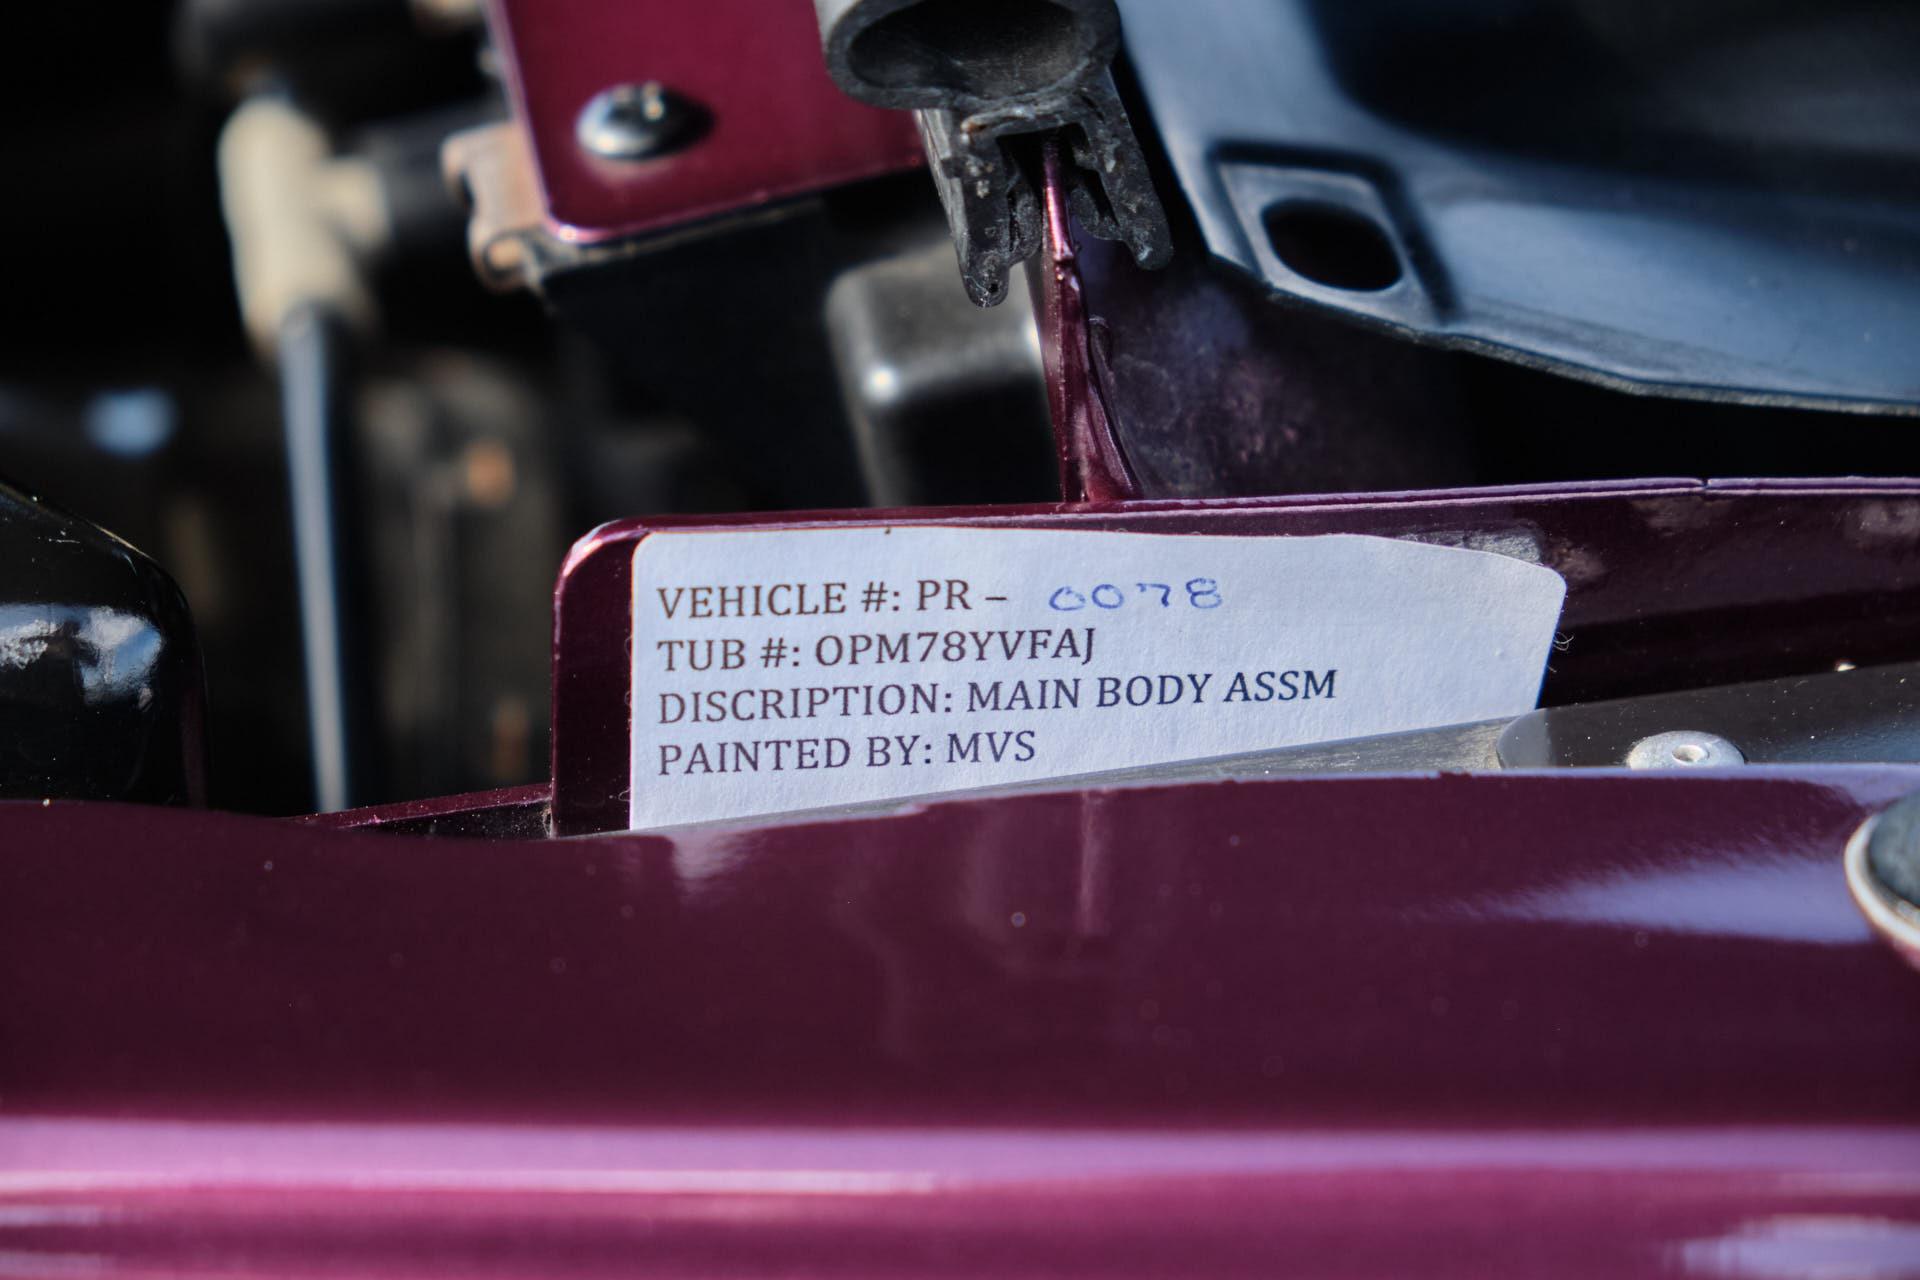 VEHICLE #: PR – 0078
TUB #: OPM78YVFAJ
DISCRIPTION: MAIN BODY ASSM
PAINTED BY: MVS